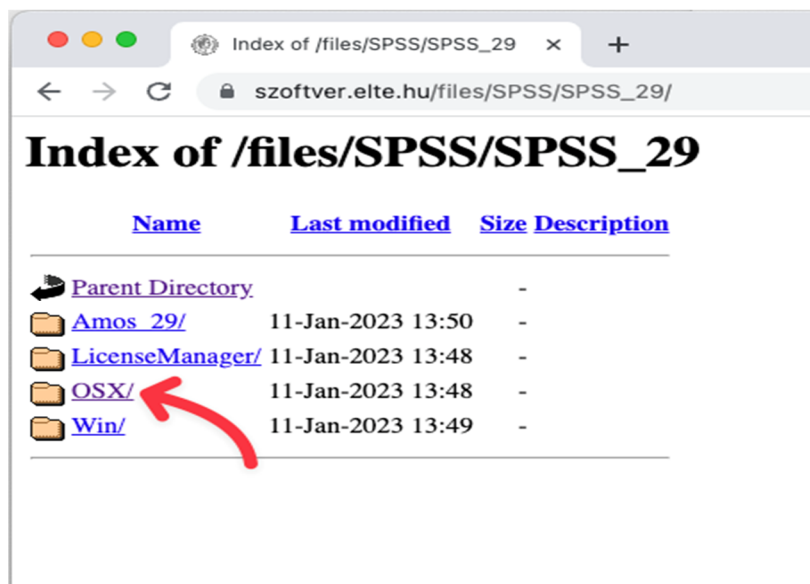 Index of /files/SPSS/SPSS_29
szoftver.elte.hu/files/SPSS/SPSS_29/
Index of /files/SPSS/SPSS_29
Name Last modified Size Description
Parent Directory -
Amos_29/ 11-Jan-2023 13:50 -
LicenseManager/ 11-Jan-2023 13:48 -
OSX/ 11-Jan-2023 13:48 -
Win/ 11-Jan-2023 13:49 -